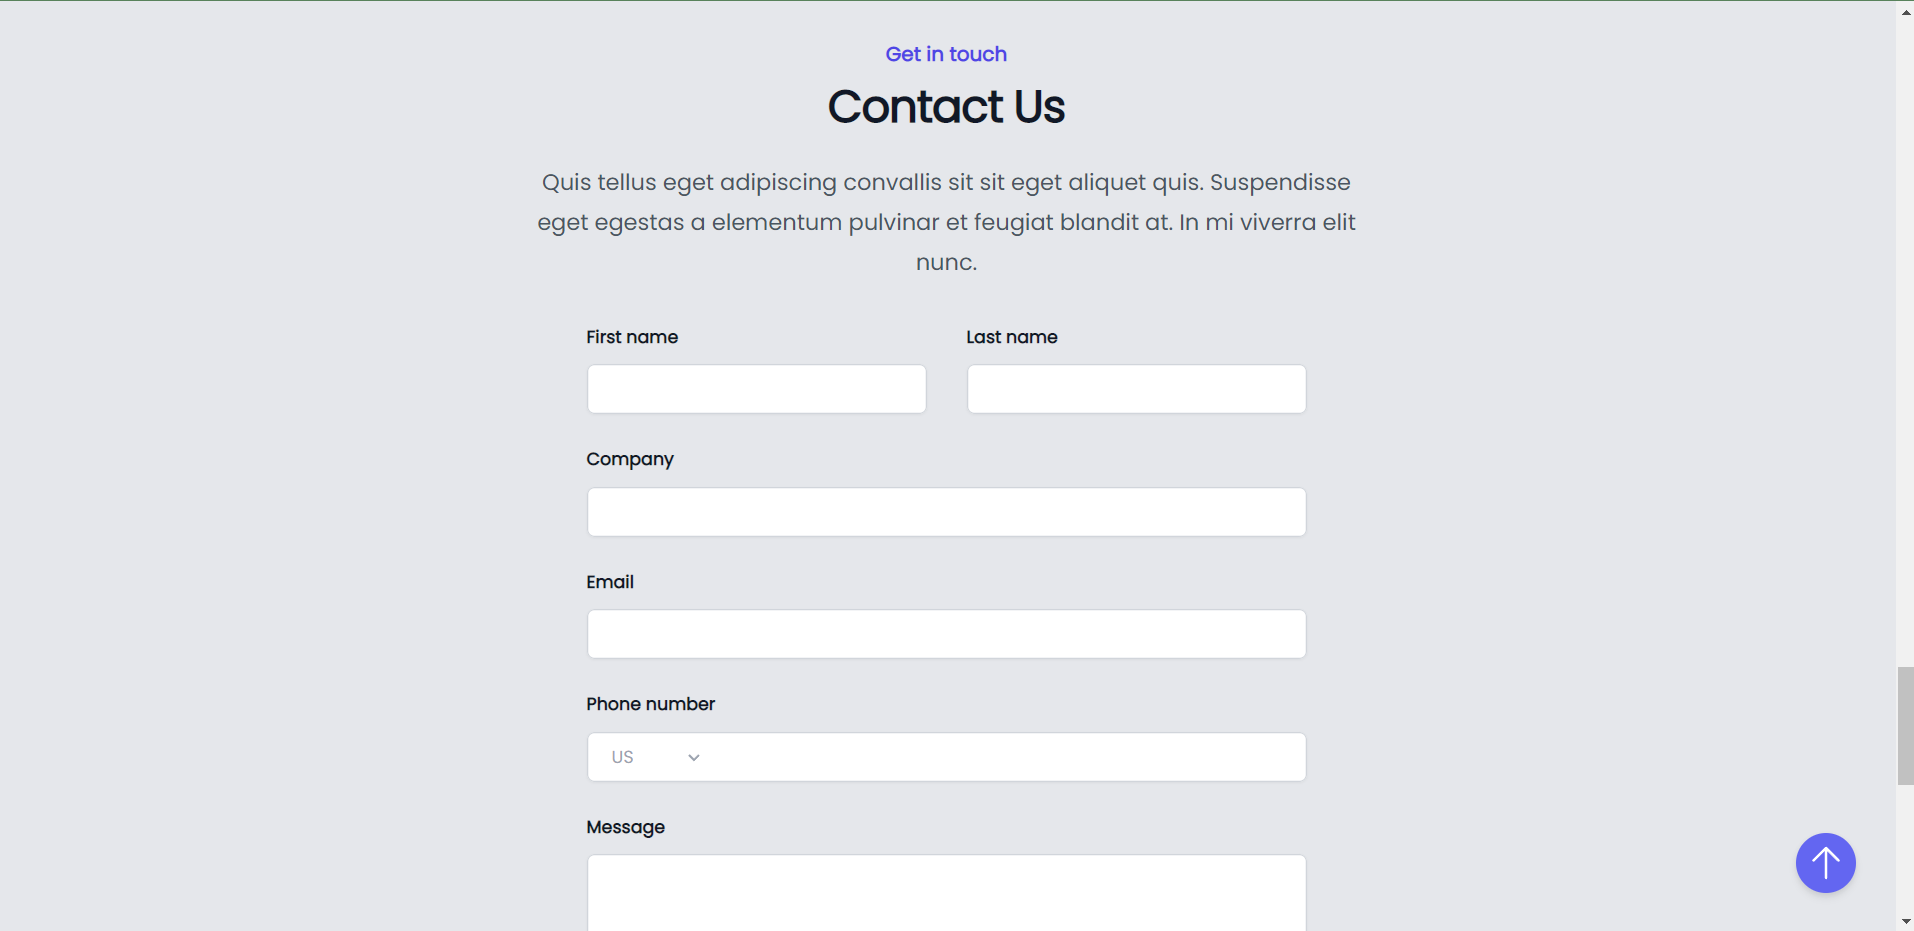 Get in touch
Contact Us
Quis tellus eget adipiscing convallis sit sit eget aliquet quis. Suspendisse
eget egestas a elementum pulvinar et feugiat blandit at. In mi viverra elit
nunc.
First name
Last name
Company
Email
Phone number
US
Message